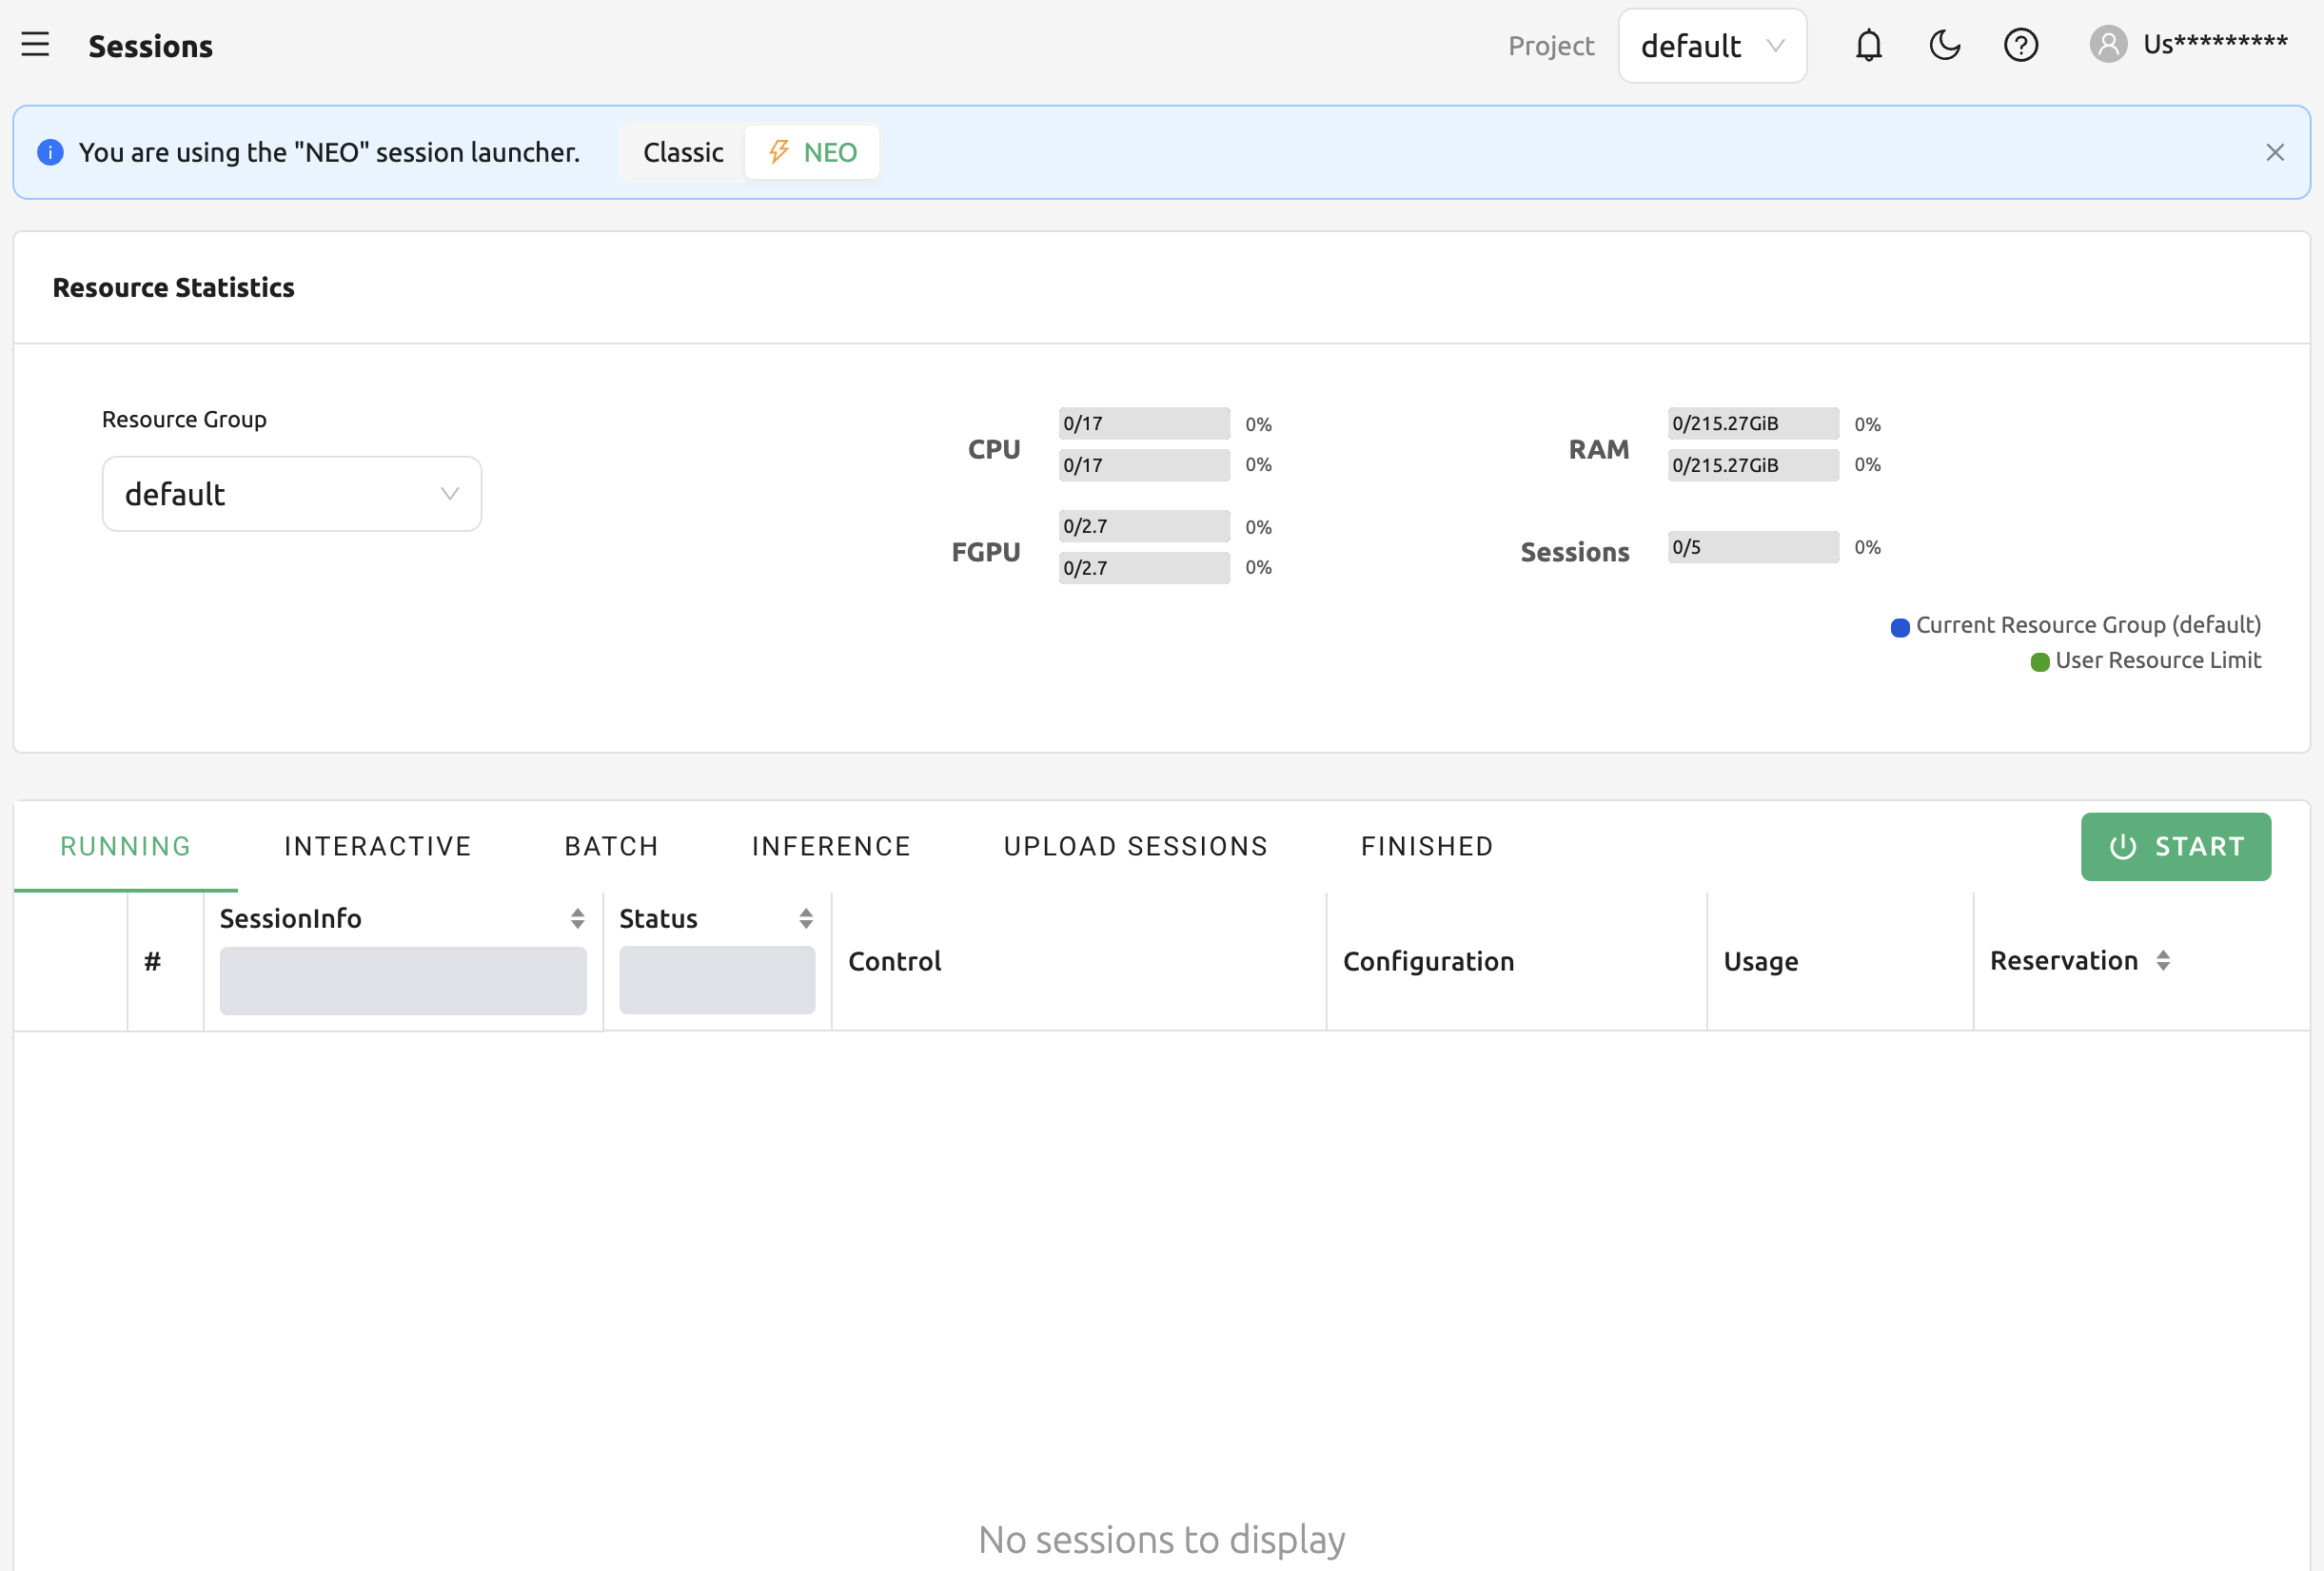 Sessions
Project default Us*********
You are using the "NEO" session launcher. Classic NEO
Resource Statistics
Resource Group
default
CPU 0/17 0%
0/17 0%
RAM 0/215.27GiB 0%
0/215.27GiB 0%
FGPU 0/2.7 0%
0/2.7 0%
Sessions 0/5 0%
Current Resource Group (default)
User Resource Limit
RUNNING INTERACTIVE BATCH INFERENCE UPLOAD SESSIONS FINISHED START
# SessionInfo Status Control Configuration Usage Reservation
No sessions to display